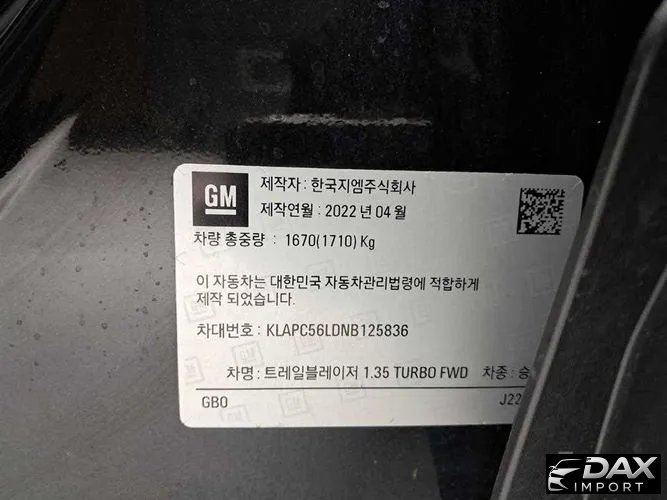 GM
제작자 : 한국지엠주식회사
제작연월 : 2022 년 04 월
차량 총중량 : 1670(1710) Kg
이 자동차는 대한민국 자동차관리법령에 적합하게
제작 되었습니다.
차대번호 : KLAPC56LDNB125836
차명 : 트레일블레이저 1.35 TURBO FWD 차종 : 승
GB0 J22
DAX
IMPORT